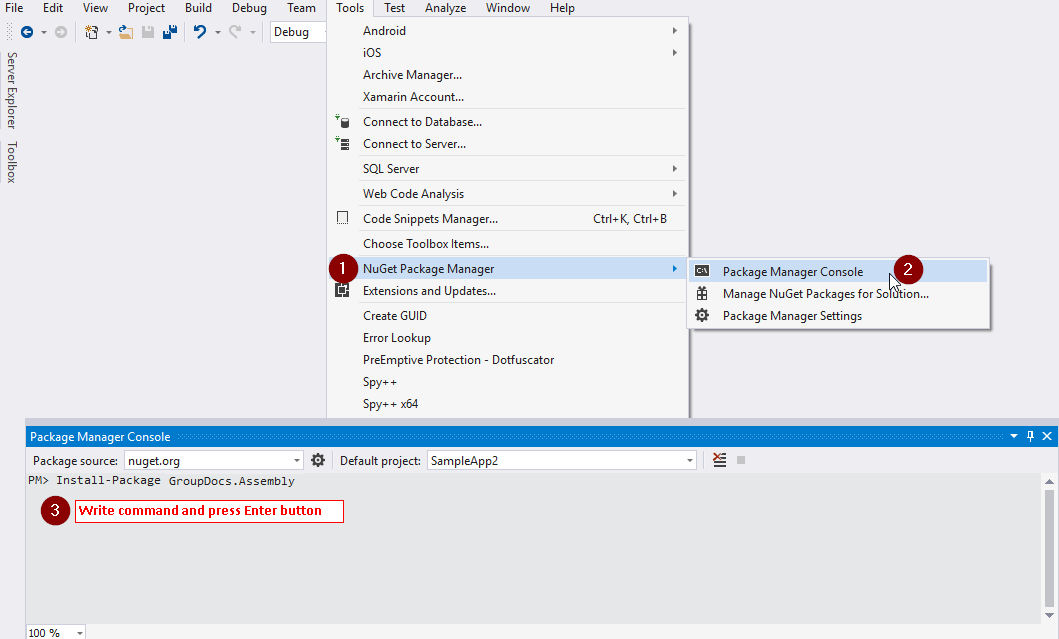 File Edit View Project Build Debug Team Tools Test Analyze Window Help
Debug
Server Explorer
Toolbox
Android
iOS
Archive Manager...
Xamarin Account...
Connect to Database...
Connect to Server...
SQL Server
Web Code Analysis
Code Snippets Manager... Ctrl+K, Ctrl+B
Choose Toolbox Items...
1 NuGet Package Manager
Extensions and Updates...
Create GUID
Error Lookup
PreEmptive Protection - Dotfuscator
Spy++
Spy++ x64
C:\ Package Manager Console 2
Manage NuGet Packages for Solution...
Package Manager Settings
Package Manager Console
Package source: nuget.org Default project: SampleApp2
PM> Install-Package GroupDocs.Assembly
3 Write command and press Enter button
100 %